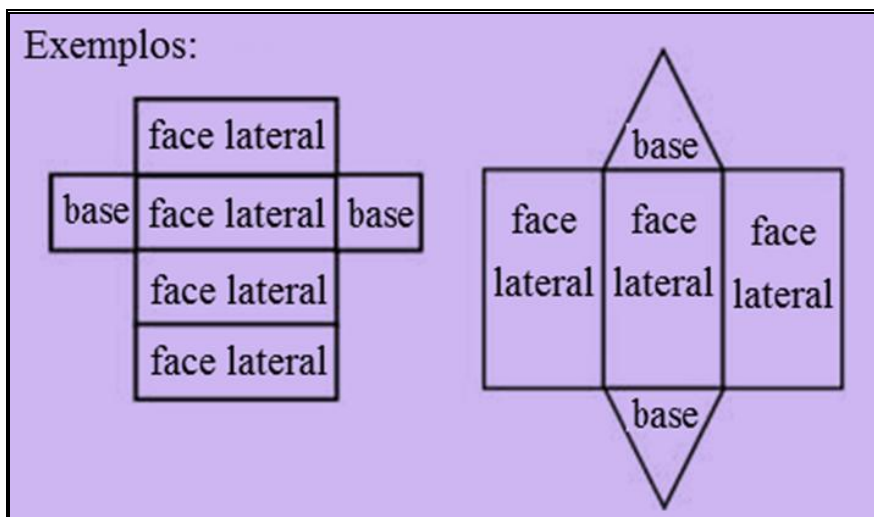 Exemplos:
face lateral
base face lateral base
face lateral
face lateral
base
face
lateral
face
lateral
face
lateral
base